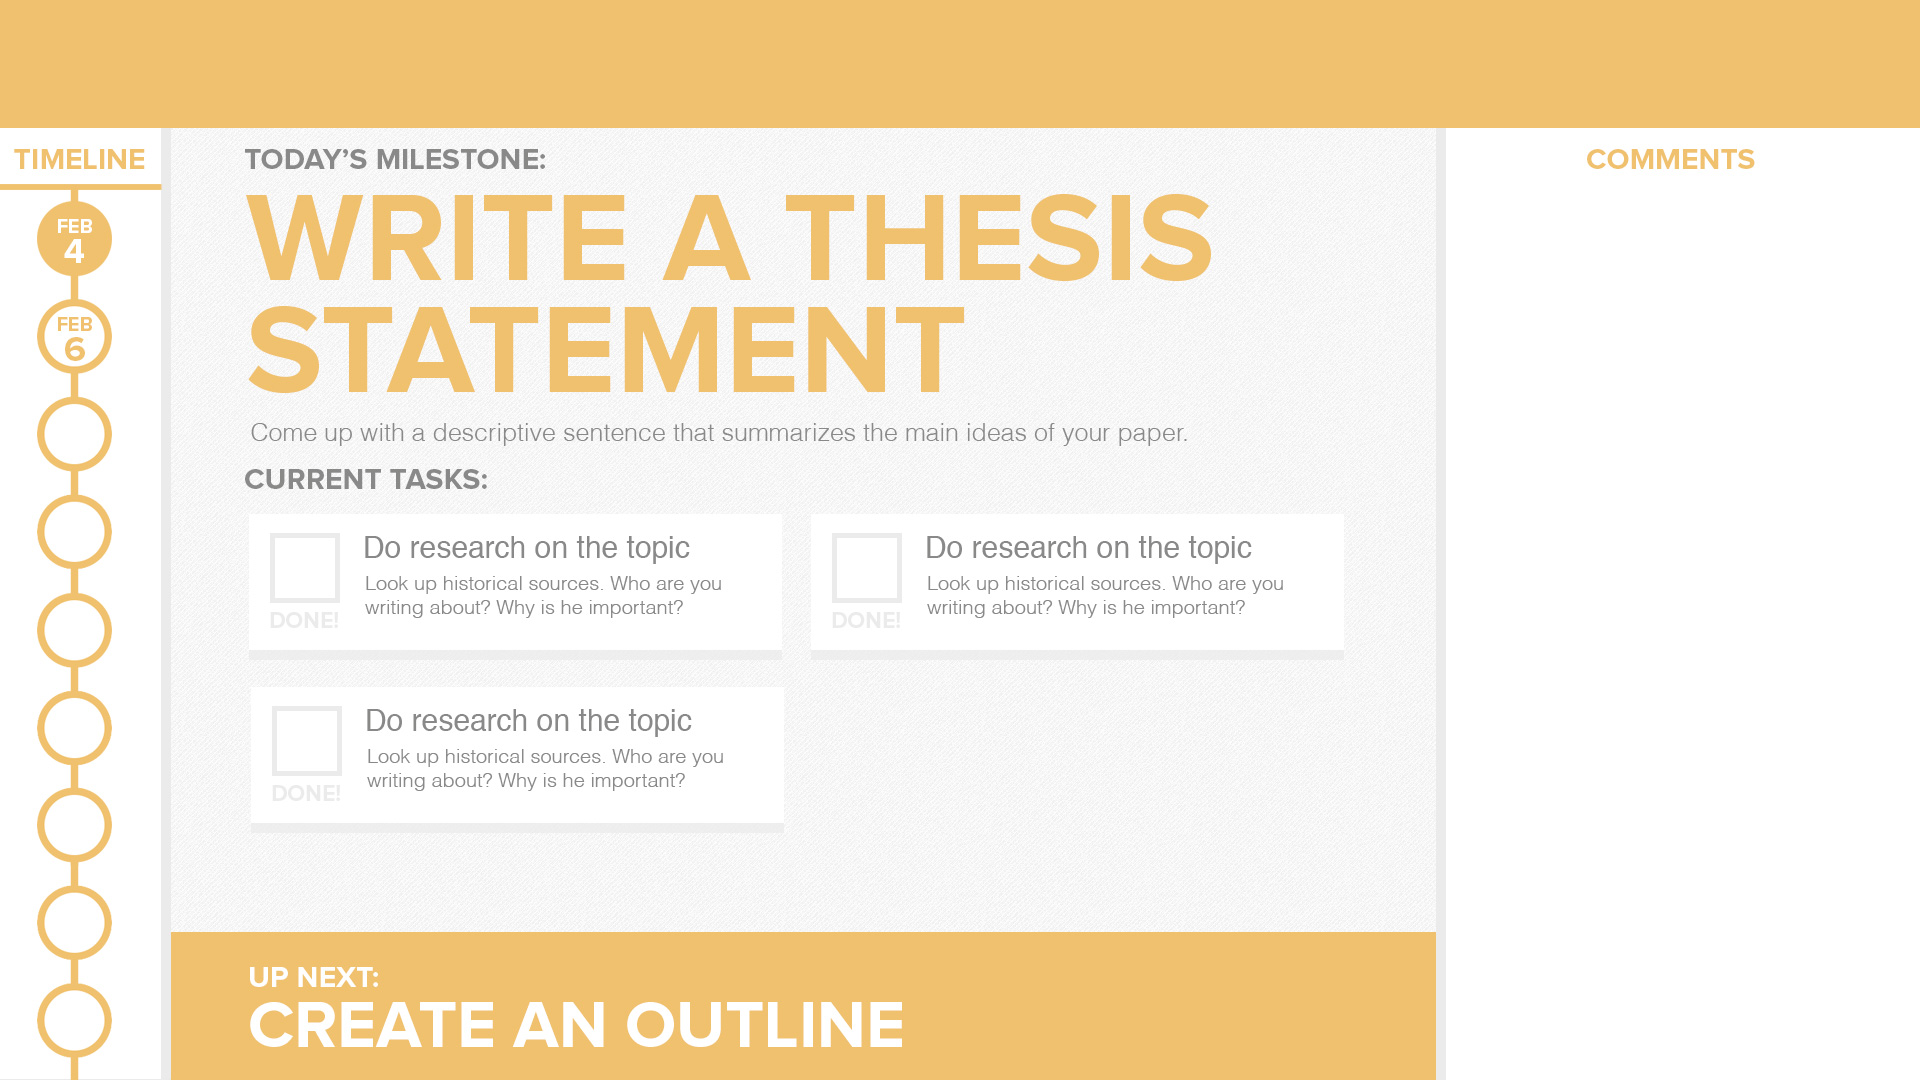 TIMELINE
FEB
4
FEB
6
TODAY’S MILESTONE:
WRITE A THESIS
STATEMENT
Come up with a descriptive sentence that summarizes the main ideas of your paper.
CURRENT TASKS:
Do research on the topic
Look up historical sources. Who are you
writing about? Why is he important?
DONE!
Do research on the topic
Look up historical sources. Who are you
writing about? Why is he important?
DONE!
Do research on the topic
Look up historical sources. Who are you
writing about? Why is he important?
DONE!
UP NEXT:
CREATE AN OUTLINE
COMMENTS